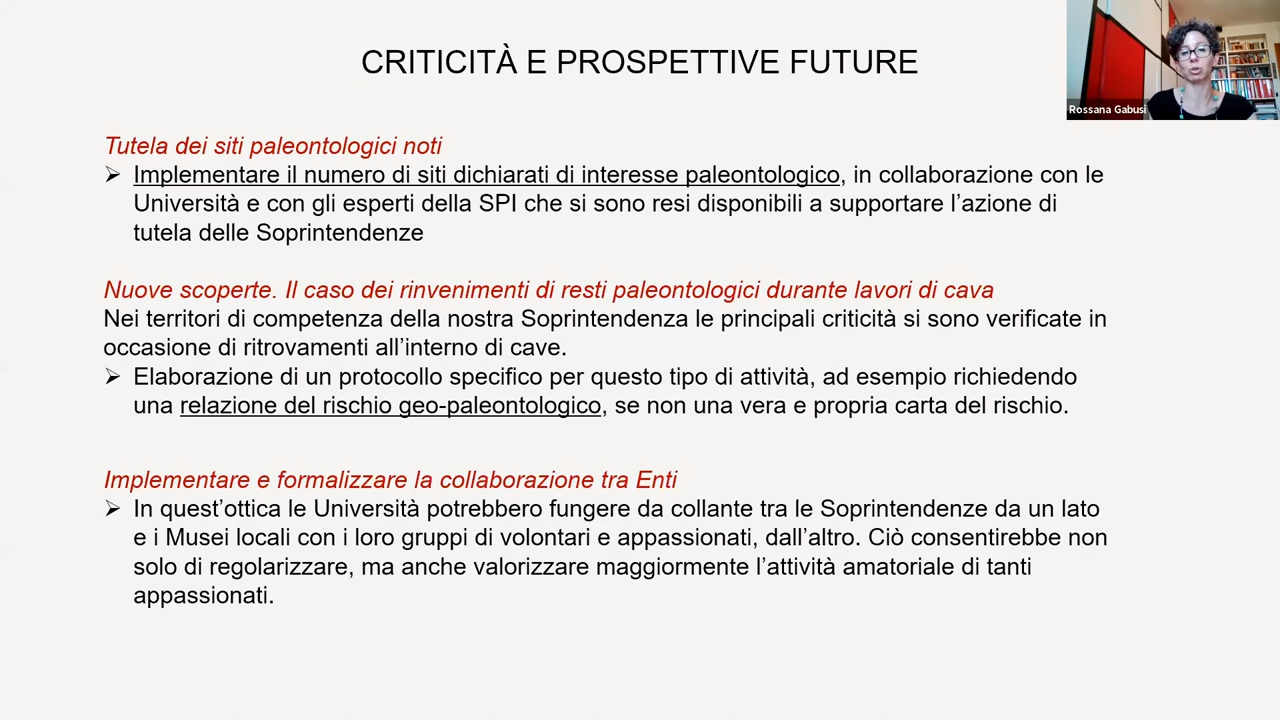 CRITICITÀ E PROSPETTIVE FUTURE
Rossana Gabusi
Tutela dei siti paleontologici noti
➢ Implementare il numero di siti dichiarati di interesse paleontologico, in collaborazione con le
Università e con gli esperti della SPI che si sono resi disponibili a supportare l’azione di
tutela delle Soprintendenze
Nuove scoperte. Il caso dei rinvenimenti di resti paleontologici durante lavori di cava
Nei territori di competenza della nostra Soprintendenza le principali criticità si sono verificate in
occasione di ritrovamenti all’interno di cave.
➢ Elaborazione di un protocollo specifico per questo tipo di attività, ad esempio richiedendo
una relazione del rischio geo-paleontologico, se non una vera e propria carta del rischio.
Implementare e formalizzare la collaborazione tra Enti
➢ In quest’ottica le Università potrebbero fungere da collante tra le Soprintendenze da un lato
e i Musei locali con i loro gruppi di volontari e appassionati, dall’altro. Ciò consentirebbe non
solo di regolarizzare, ma anche valorizzare maggiormente l’attività amatoriale di tanti
appassionati.